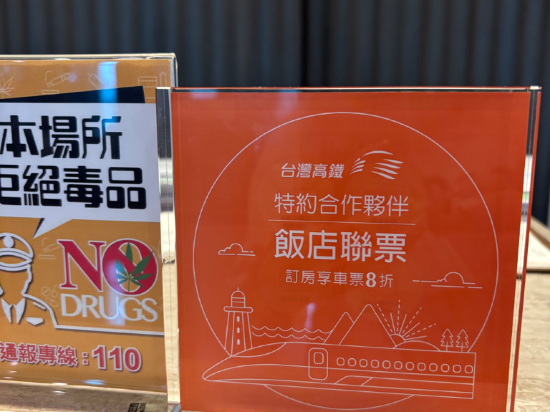 本場所
拒絕毒品
NO
DRUGS
通報專線:110
台灣高鐵
特約合作夥伴
飯店聯票
訂房享車票8折